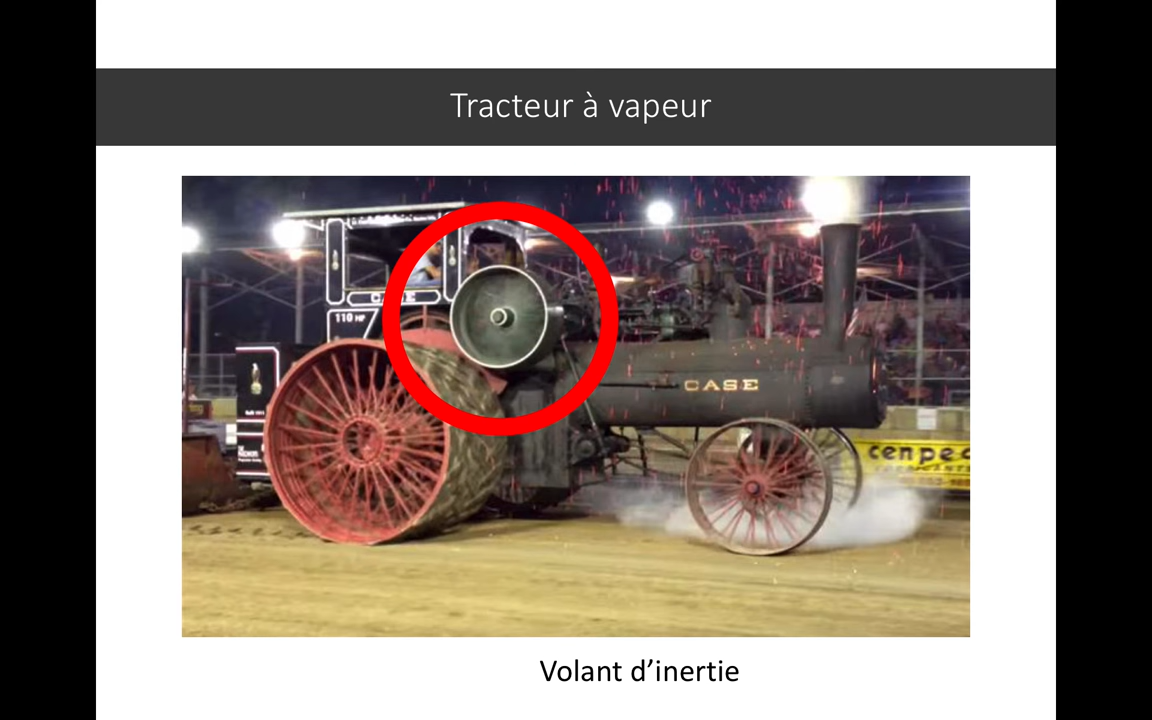 Tracteur à vapeur
CASE
110 HP
CASE
cenpe
Volant d’inertie